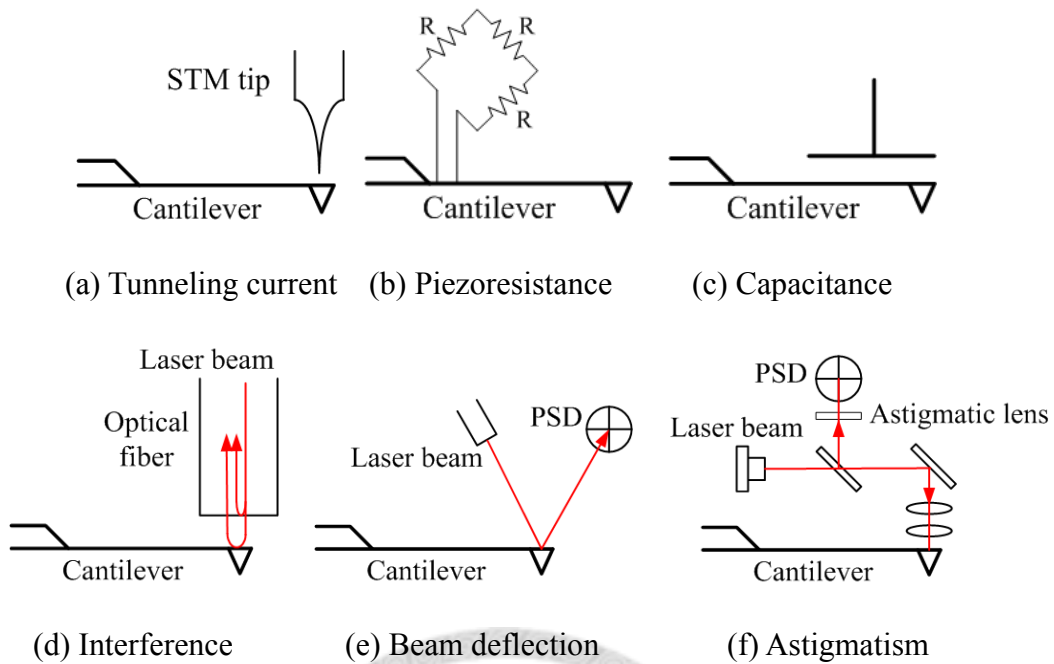 STM tip
Cantilever
(a) Tunneling current
R
R
R
Cantilever
(b) Piezoresistance
Cantilever
(c) Capacitance
Laser beam
Optical
fiber
Cantilever
(d) Interference
PSD
Laser beam
Cantilever
(e) Beam deflection
PSD
Astigmatic lens
Laser beam
Cantilever
(f) Astigmatism